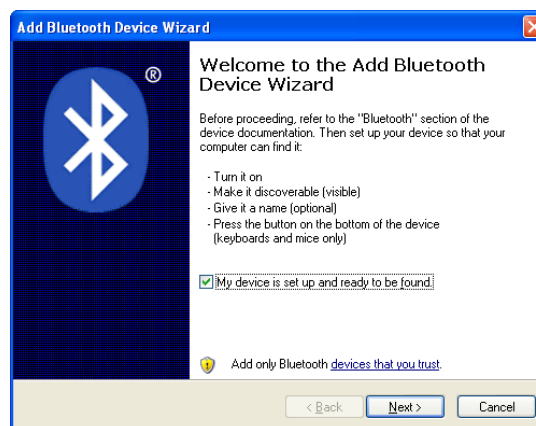 Add Bluetooth Device Wizard
®
Welcome to the Add Bluetooth
Device Wizard
Before proceeding, refer to the "Bluetooth" section of the
device documentation. Then set up your device so that your
computer can find it:
- Turn it on
- Make it discoverable (visible)
- Give it a name (optional)
- Press the button on the bottom of the device
(keyboards and mice only)
My device is set up and ready to be found.
Add only Bluetooth devices that you trust.
< Back
Next >
Cancel